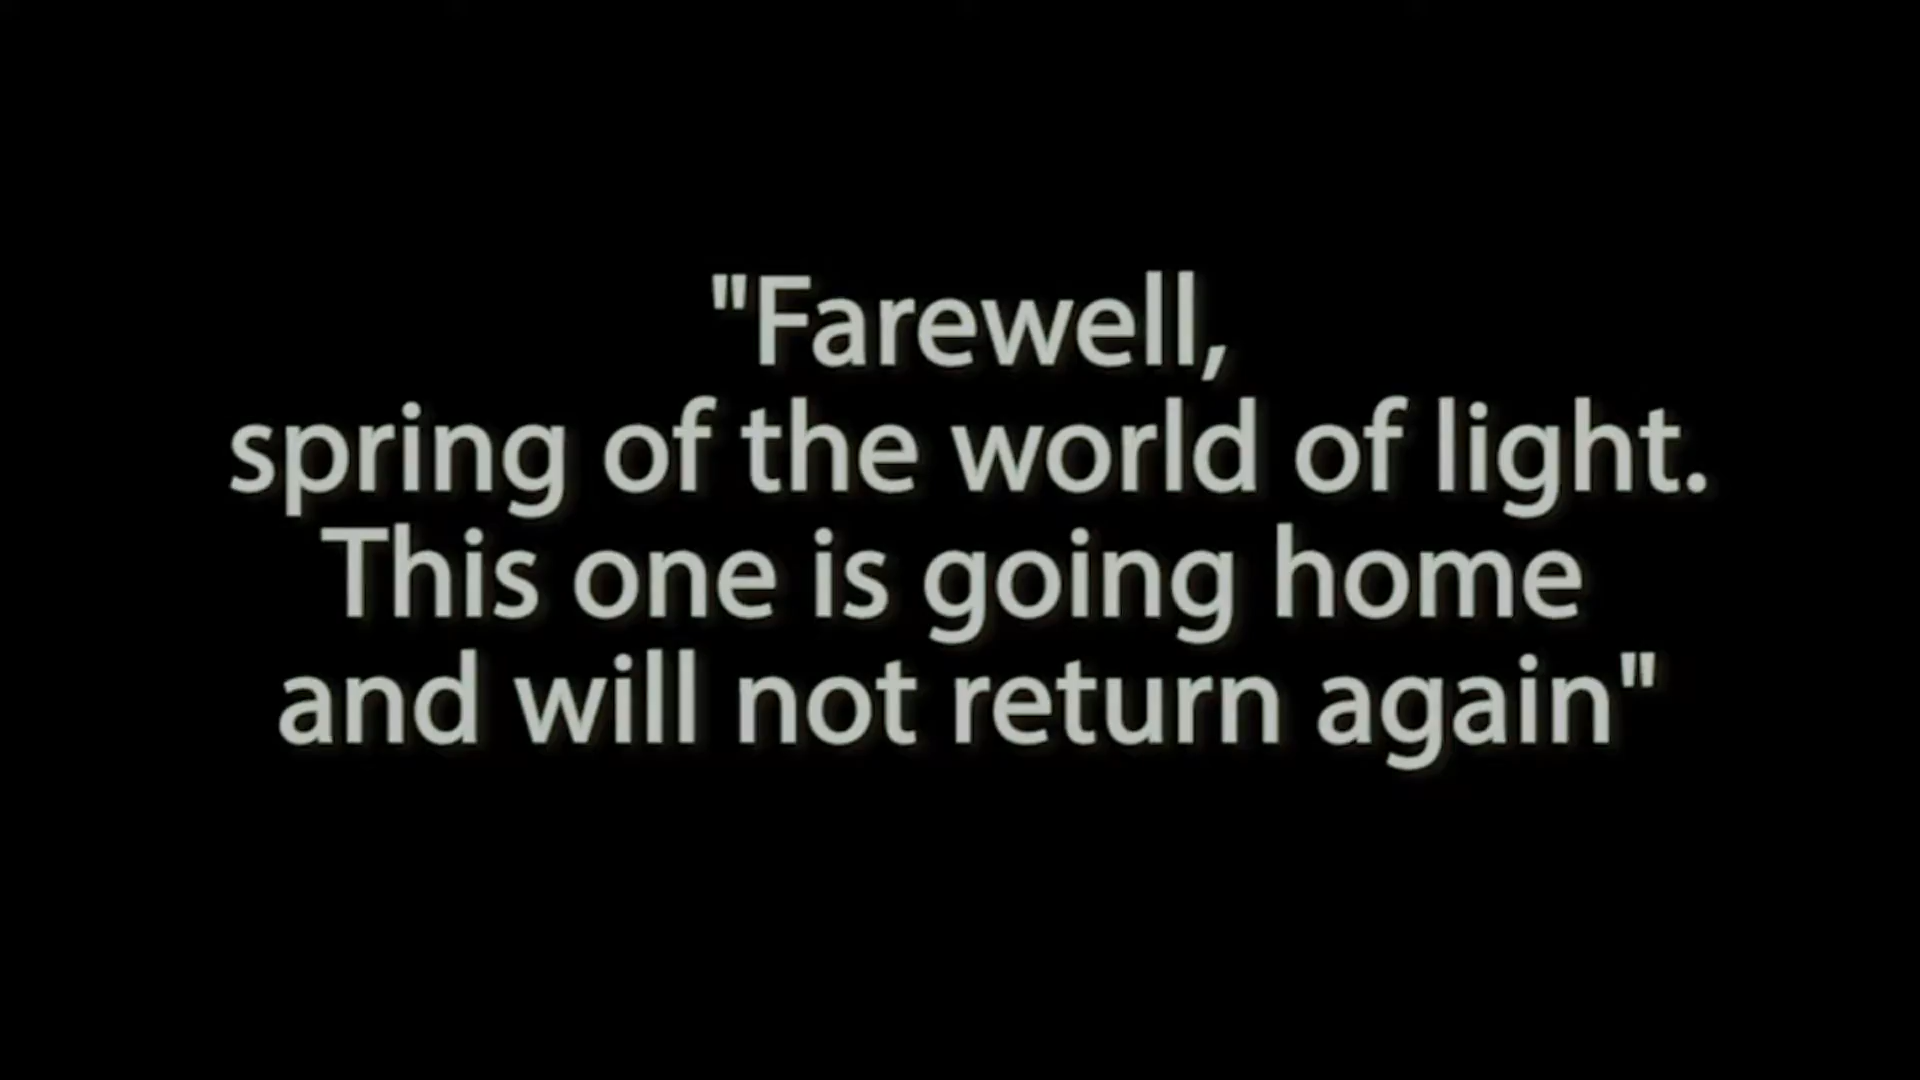 "Farewell,
spring of the world of light.
This one is going home
and will not return again"